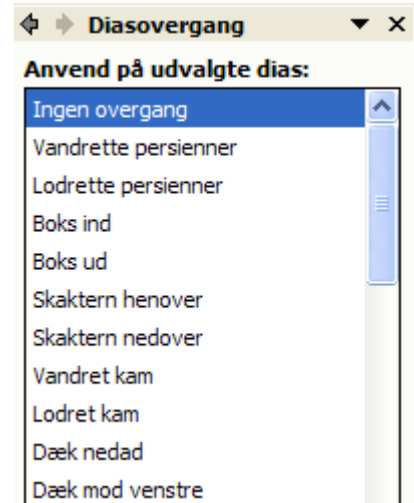 Diasovergang
Anvend på udvalgte dias:
Ingen overgang
Vandrette persienner
Lodrette persienner
Boks ind
Boks ud
Skaktern henover
Skaktern nedover
Vandret kam
Lodret kam
Dæk nedad
Dæk mod venstre